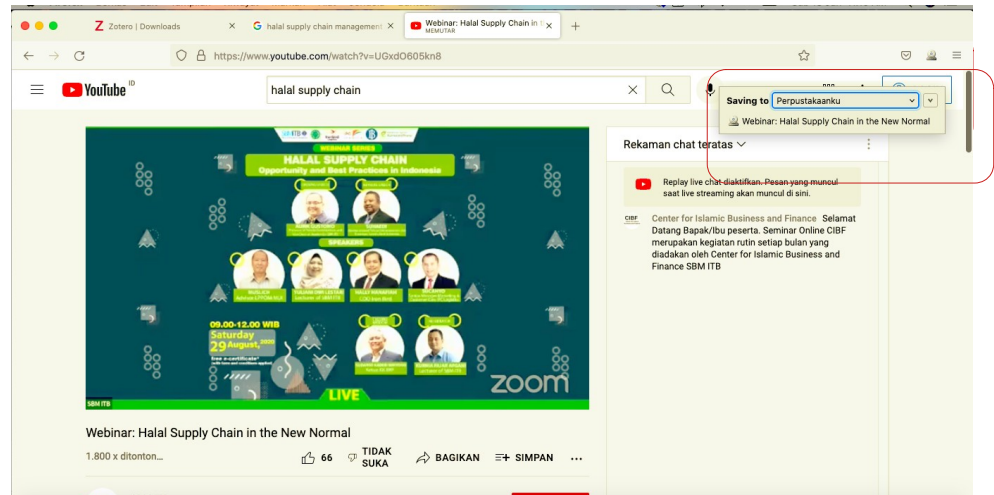 Zotero | Downloads
halal supply chain management
Webinar: Halal Supply Chain in t
MEMUTAR
https://www.youtube.com/watch?v=UGxdO605kn8
YouTube ID
halal supply chain
Saving to Perpustakaanku
Webinar: Halal Supply Chain in the New Normal
WEBINAR SERIES
HALAL SUPPLY CHAIN
Opportunity and Best Practices in Indonesia
SPEAKERS
09.00-12.00 WIB
Saturday
29 August, 2020
free e-certificate*
LIVE
zoom
SBM ITB
Rekaman chat teratas
Replay live chat diaktifkan. Pesan yang muncul
saat live streaming akan muncul di sini.
CIBF
Center for Islamic Business and Finance Selamat
Datang Bapak/Ibu peserta. Seminar Online CIBF
merupakan kegiatan rutin setiap bulan yang
diadakan oleh Center for Islamic Business and
Finance SBM ITB
Webinar: Halal Supply Chain in the New Normal
1.800 x ditonton...
66
TIDAK
SUKA
BAGIKAN
SIMPAN